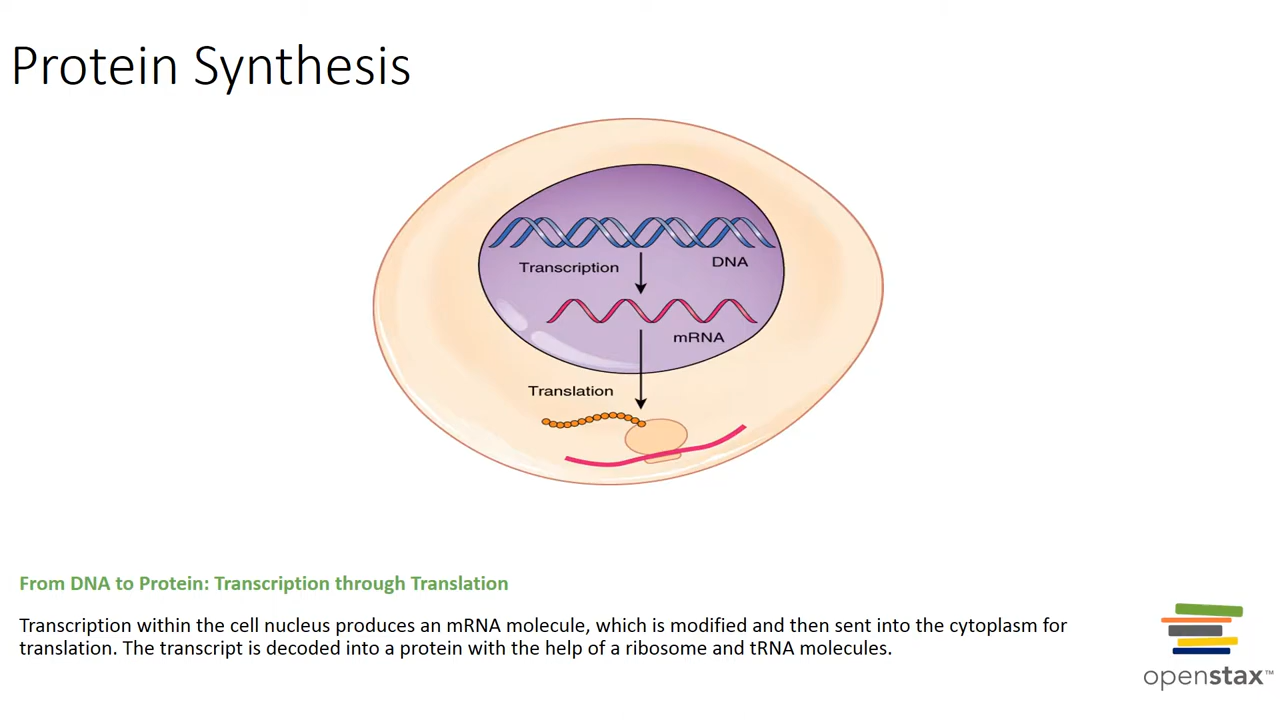 Protein Synthesis
DNA
Transcription
mRNA
Translation
From DNA to Protein: Transcription through Translation
Transcription within the cell nucleus produces an mRNA molecule, which is modified and then sent into the cytoplasm for
translation. The transcript is decoded into a protein with the help of a ribosome and tRNA molecules.
openstax™